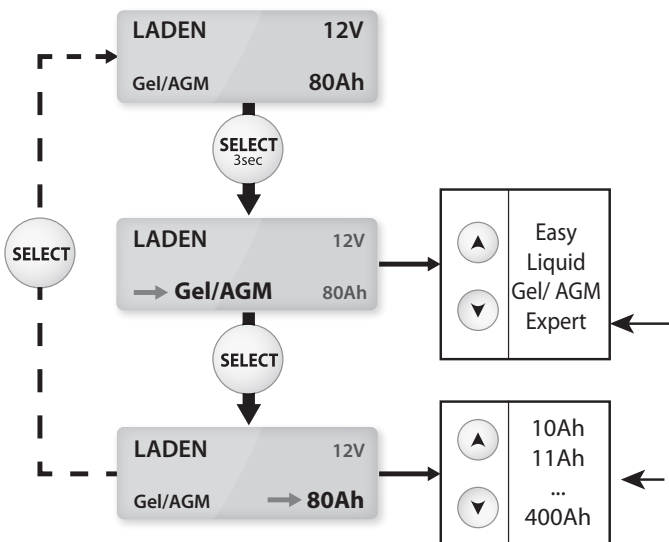 LADEN 12V
Gel/AGM 80Ah
SELECT
3sec
LADEN 12V
Gel/AGM 80Ah
Easy
Liquid
Gel/ AGM
Expert
SELECT
SELECT
LADEN 12V
Gel/AGM 80Ah
10Ah
11Ah
...
400Ah